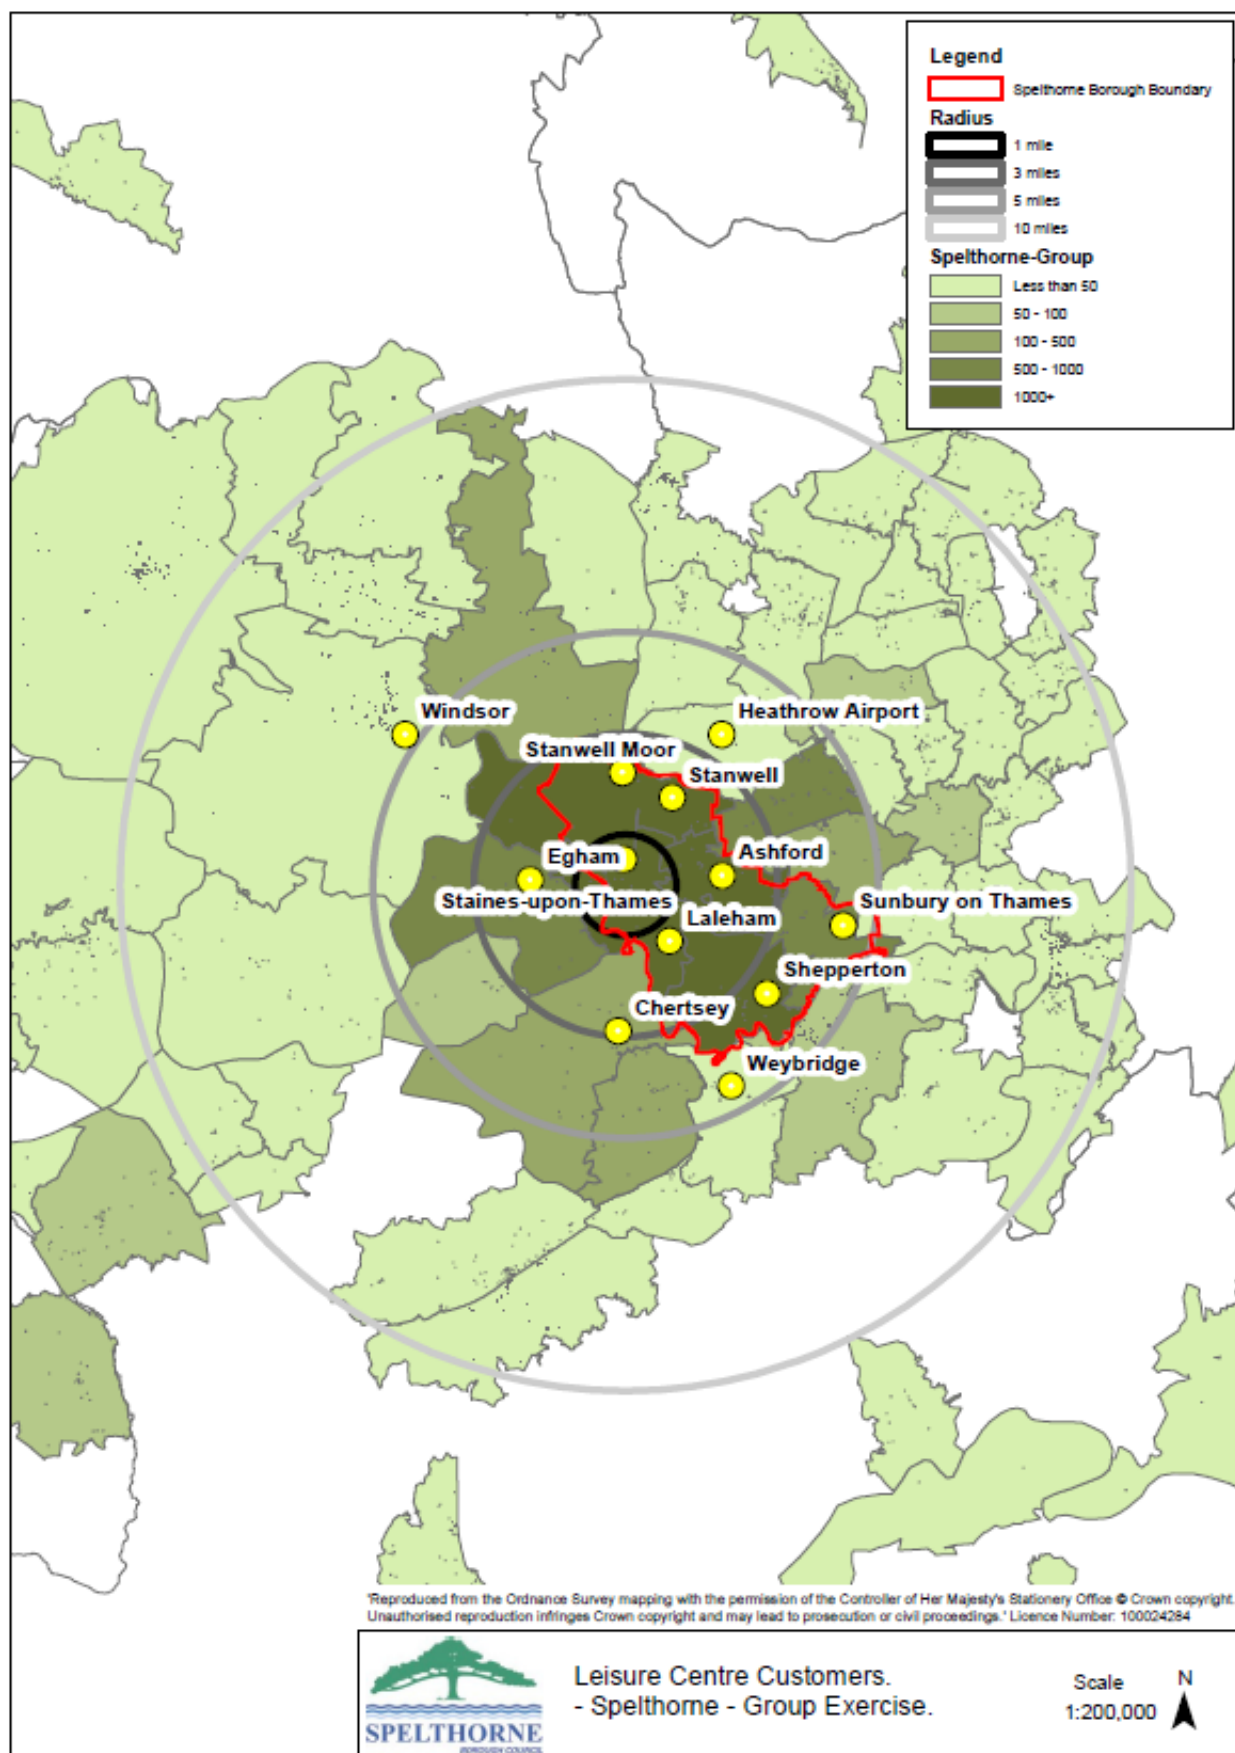 Legend
Spelthorne Borough Boundary
Radius
1 mile
3 miles
5 miles
10 miles
Spelthorne-Group
Less than 50
50 - 100
100 - 500
500 - 1000
1000+
Windsor
Heathrow Airport
Stanwell Moor
Stanwell
Egham
Ashford
Staines-upon-Thames
Sunbury on Thames
Laleham
Shepperton
Chertsey
Weybridge
'Reproduced from the Ordnance Survey mapping with the permission of the Controller of Her Majesty's Stationery Office © Crown copyright.
Unauthorised reproduction infringes Crown copyright and may lead to prosecution or civil proceedings.' Licence Number: 100024284
SPELTHORNE
BOROUGH COUNCIL
Leisure Centre Customers.
- Spelthorne - Group Exercise.
Scale
1:200,000
N